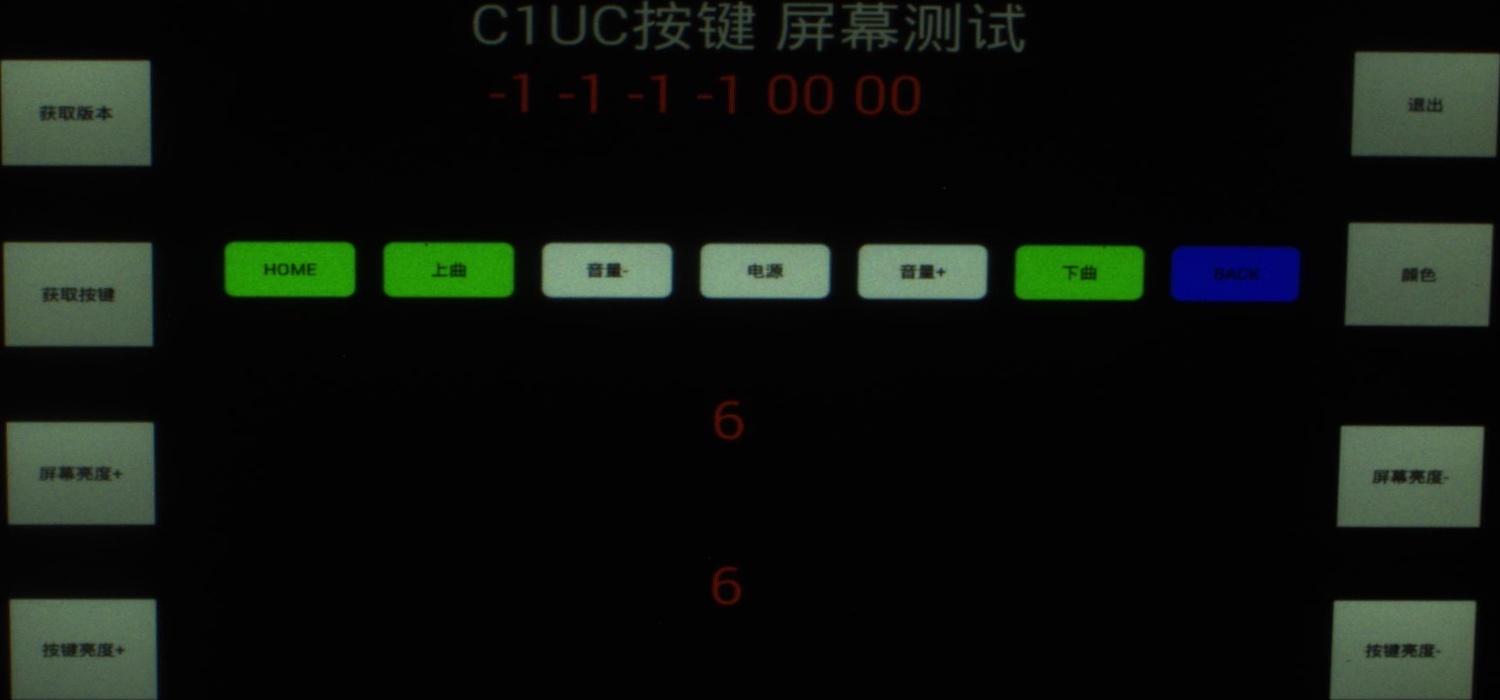 C1UC按键 屏幕测试
-1 -1 -1 -1 00 00
获取版本
退出
HOME
上曲
音量-
电源
音量+
下曲
BACK
获取按键
颜色
6
屏幕亮度+
屏幕亮度-
6
按键亮度+
按键亮度-